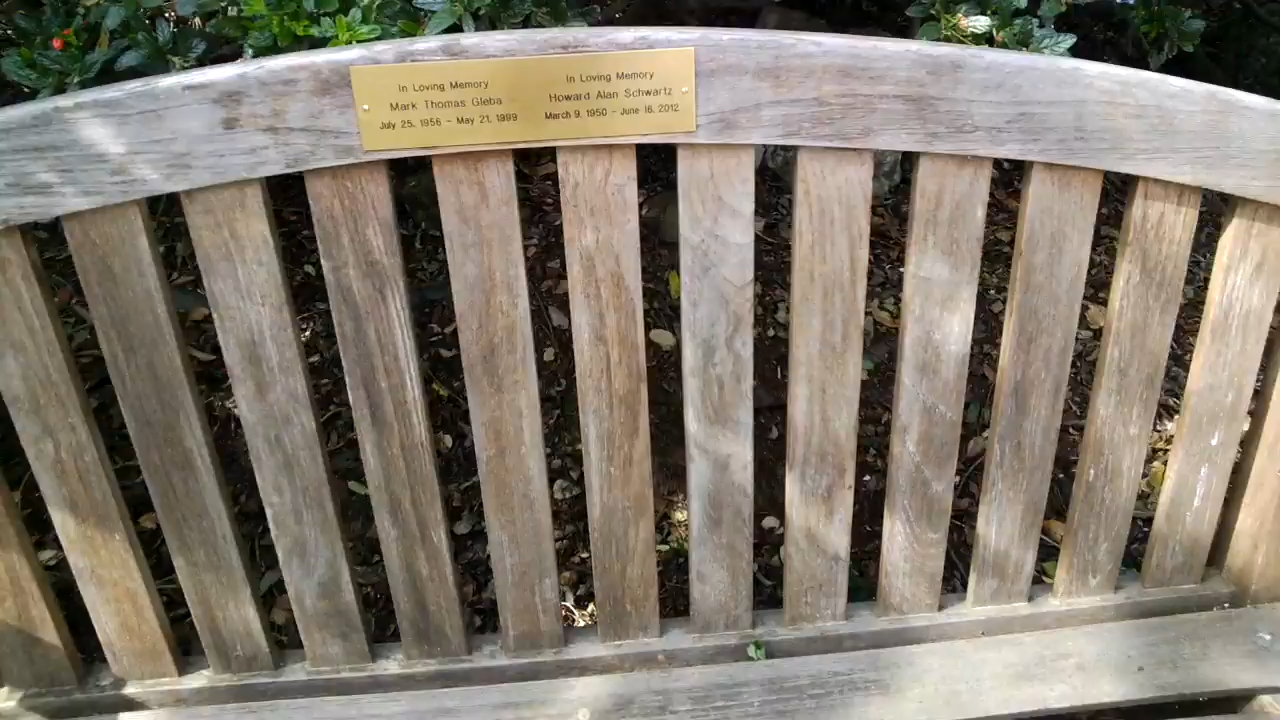 In Loving Memory
Mark Thomas Gleba
July 25, 1956 - May 21, 1999
In Loving Memory
Howard Alan Schwartz
March 9, 1950 - June 16, 2012